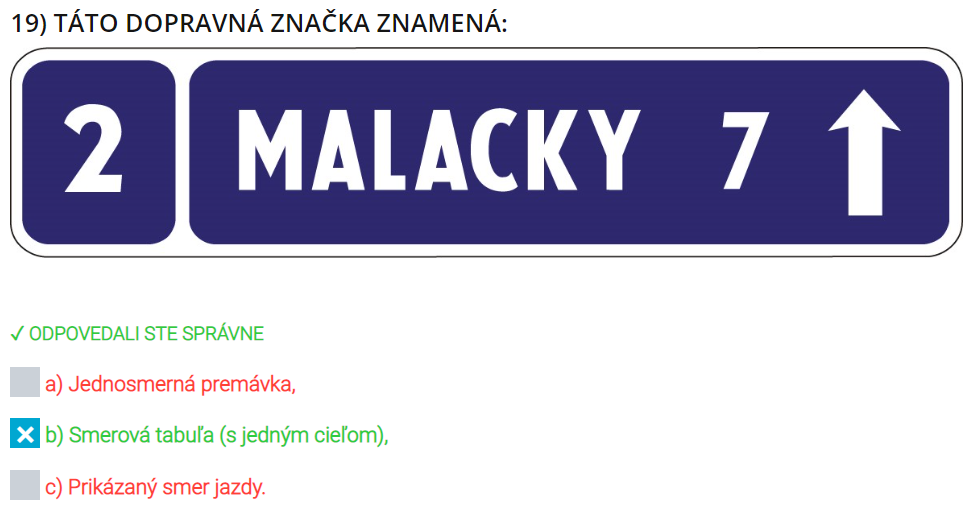 19) TÁTO DOPRAVNÁ ZNAČKA ZNAMENÁ:
2 MALACKY 7
✓ ODPOVEDALI STE SPRÁVNE
a) Jednosmerná premávka,
b) Smerová tabuľa (s jedným cieľom),
c) Prikázaný smer jazdy.